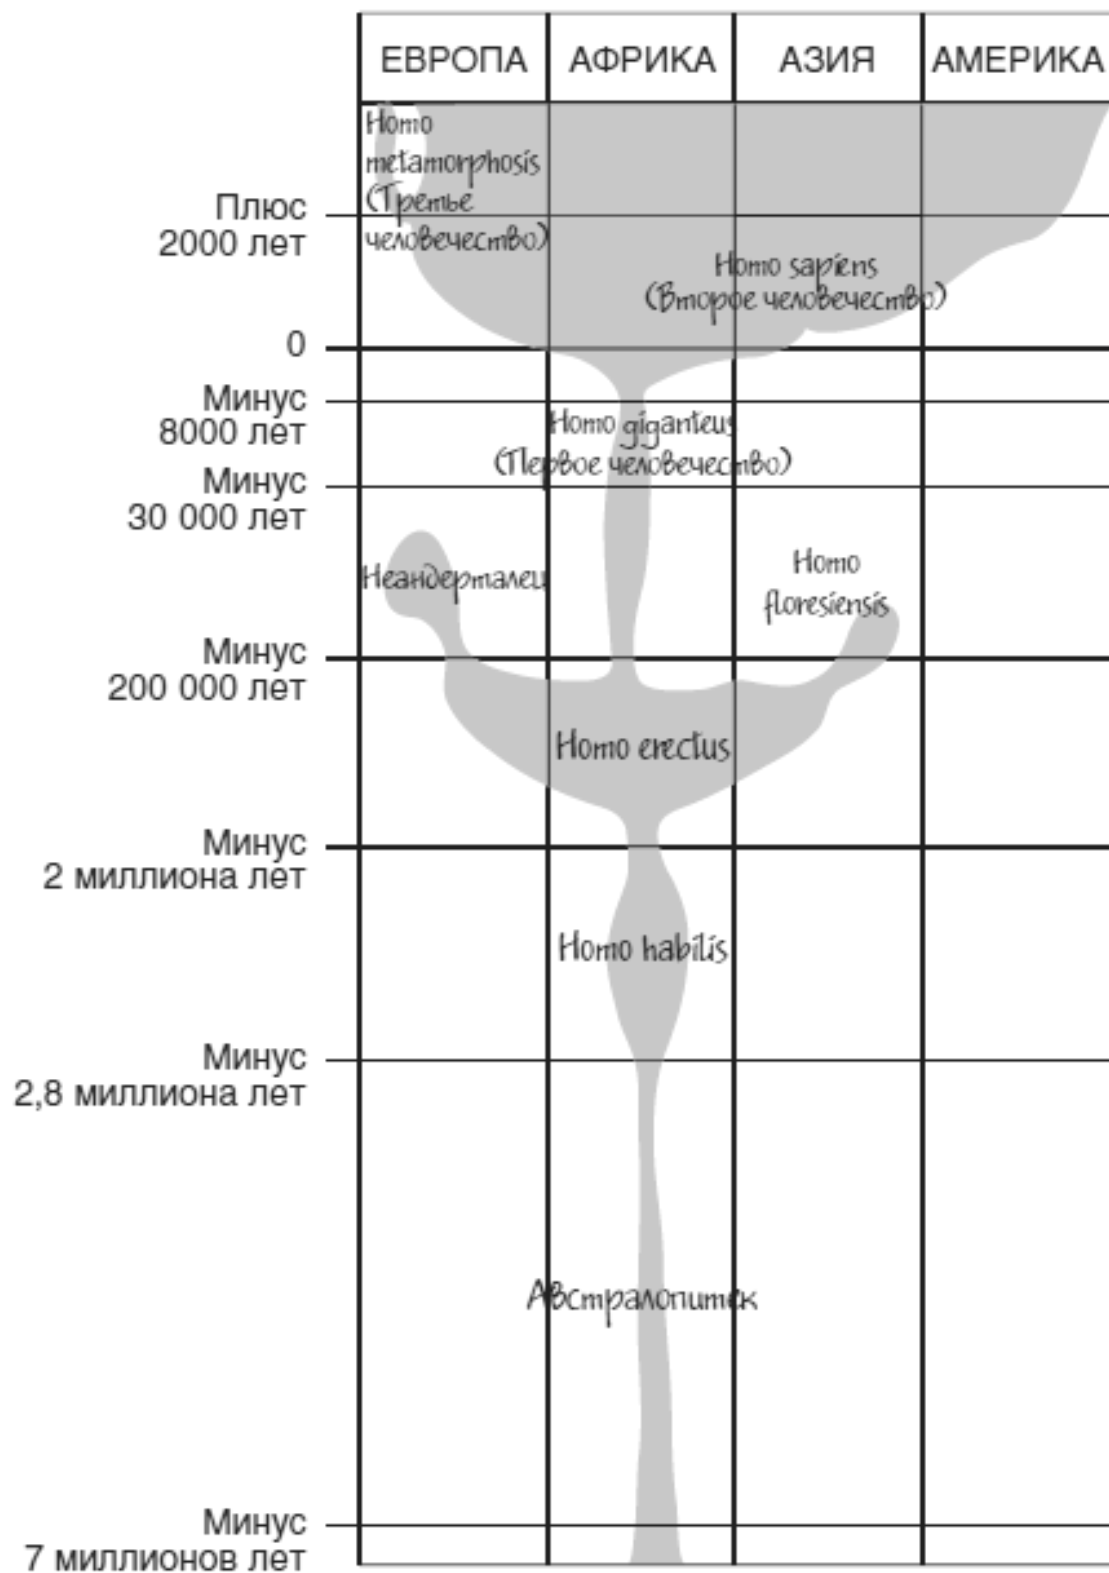 ЕВРОПА АФРИКА АЗИЯ АМЕРИКА
Homo
metamorphosis
(Третье
человечество)
Плюс
2000 лет
Homo sapiens
(Второе человечество)
0
Минус
8000 лет
Homo giganteus
(Первое человечество)
Минус
30 000 лет
Неандерталец
Homo
floresiensis
Минус
200 000 лет
Homo erectus
Минус
2 миллиона лет
Homo habilis
Минус
2,8 миллиона лет
Австралопитек
Минус
7 миллионов лет